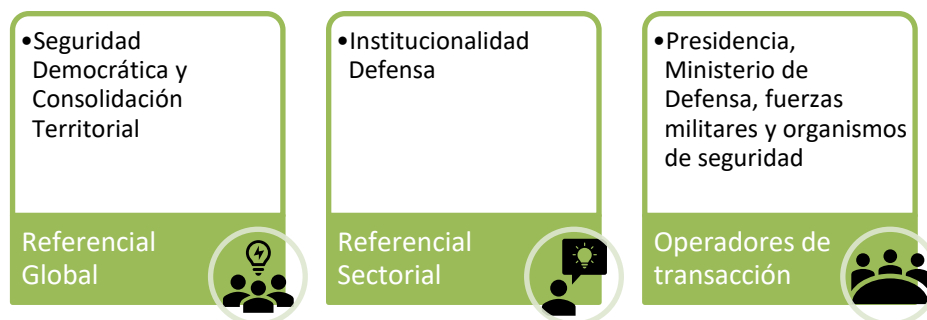 •Seguridad
Democrática y
Consolidación
Territorial
Referencial
Global
•Institucionalidad
Defensa
Referencial
Sectorial
•Presidencia,
Ministerio de
Defensa, fuerzas
militares y organismos
de seguridad
Operadores de
transacción